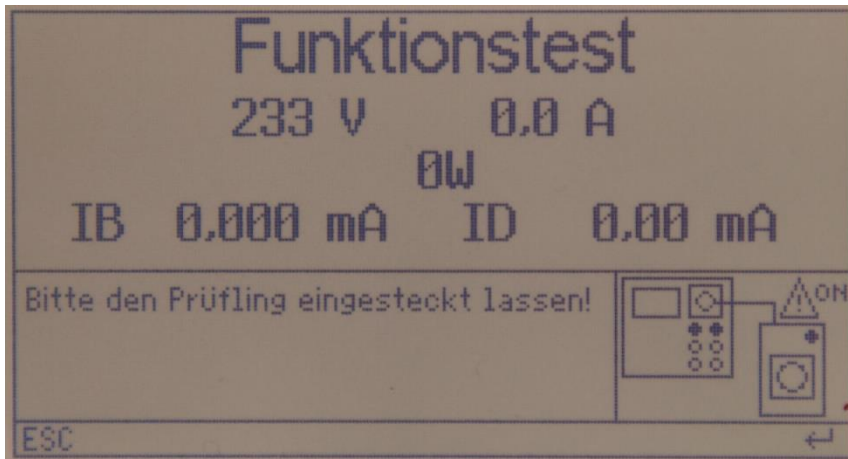 Funktionstest
233 V 0,0 A
0W
IB 0,000 mA ID 0,00 mA
Bitte den Prüfling eingesteckt lassen!
ON
ESC